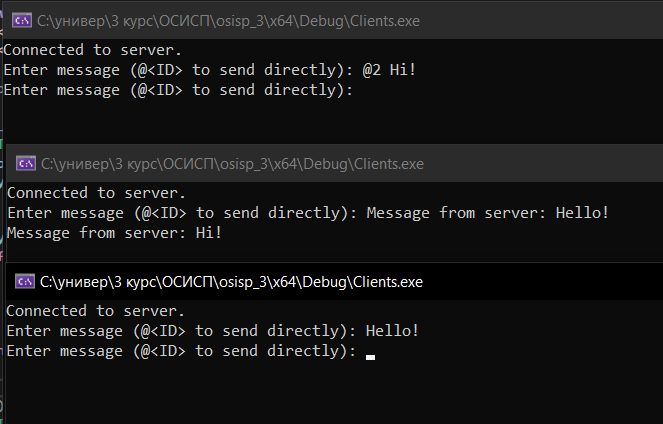 C:\универ\3 курс\ОСИСП\osisp_3\x64\Debug\Clients.exe
Connected to server.
Enter message (@<ID> to send directly): @2 Hi!
Enter message (@<ID> to send directly):
C:\универ\3 курс\ОСИСП\osisp_3\x64\Debug\Clients.exe
Connected to server.
Enter message (@<ID> to send directly): Message from server: Hello!
Message from server: Hi!
C:\универ\3 курс\ОСИСП\osisp_3\x64\Debug\Clients.exe
Connected to server.
Enter message (@<ID> to send directly): Hello!
Enter message (@<ID> to send directly):